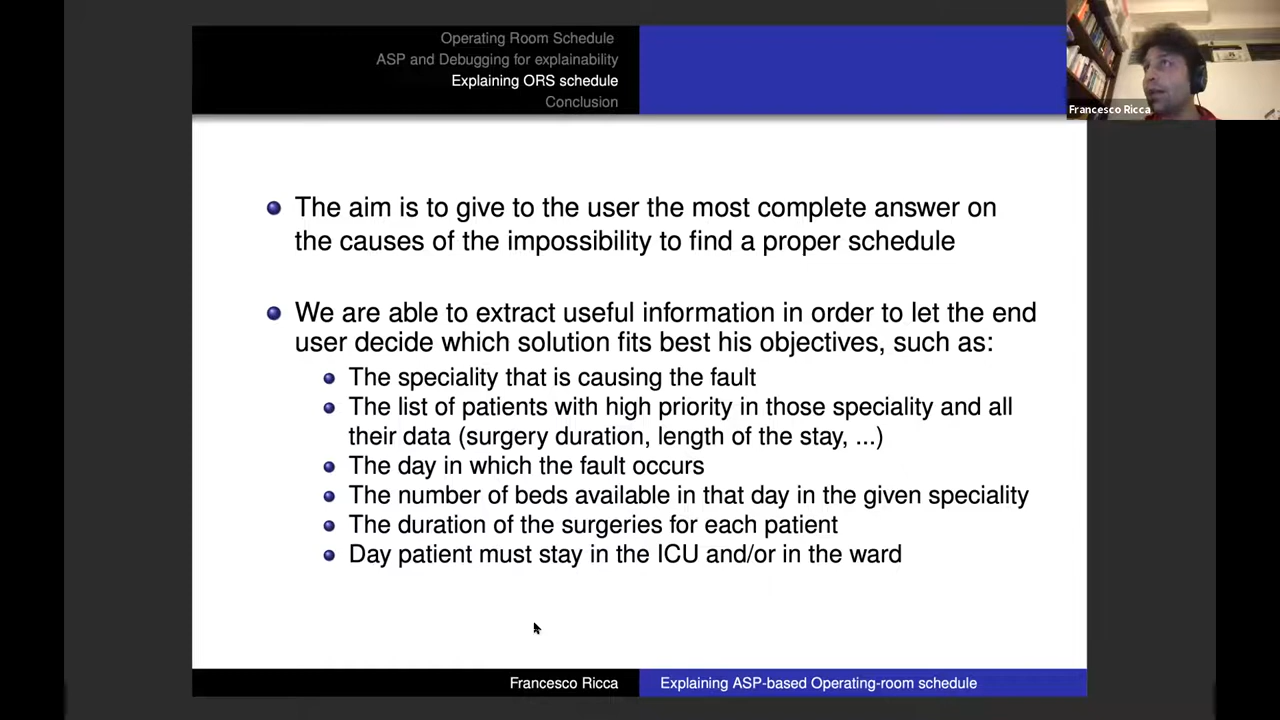 Operating Room Schedule
ASP and Debugging for explainability
Explaining ORS schedule
Conclusion
Francesco Ricca
The aim is to give to the user the most complete answer on
the causes of the impossibility to find a proper schedule
We are able to extract useful information in order to let the end
user decide which solution fits best his objectives, such as:
The speciality that is causing the fault
The list of patients with high priority in those speciality and all
their data (surgery duration, length of the stay, ...)
The day in which the fault occurs
The number of beds available in that day in the given speciality
The duration of the surgeries for each patient
Day patient must stay in the ICU and/or in the ward
Francesco Ricca
Explaining ASP-based Operating-room schedule